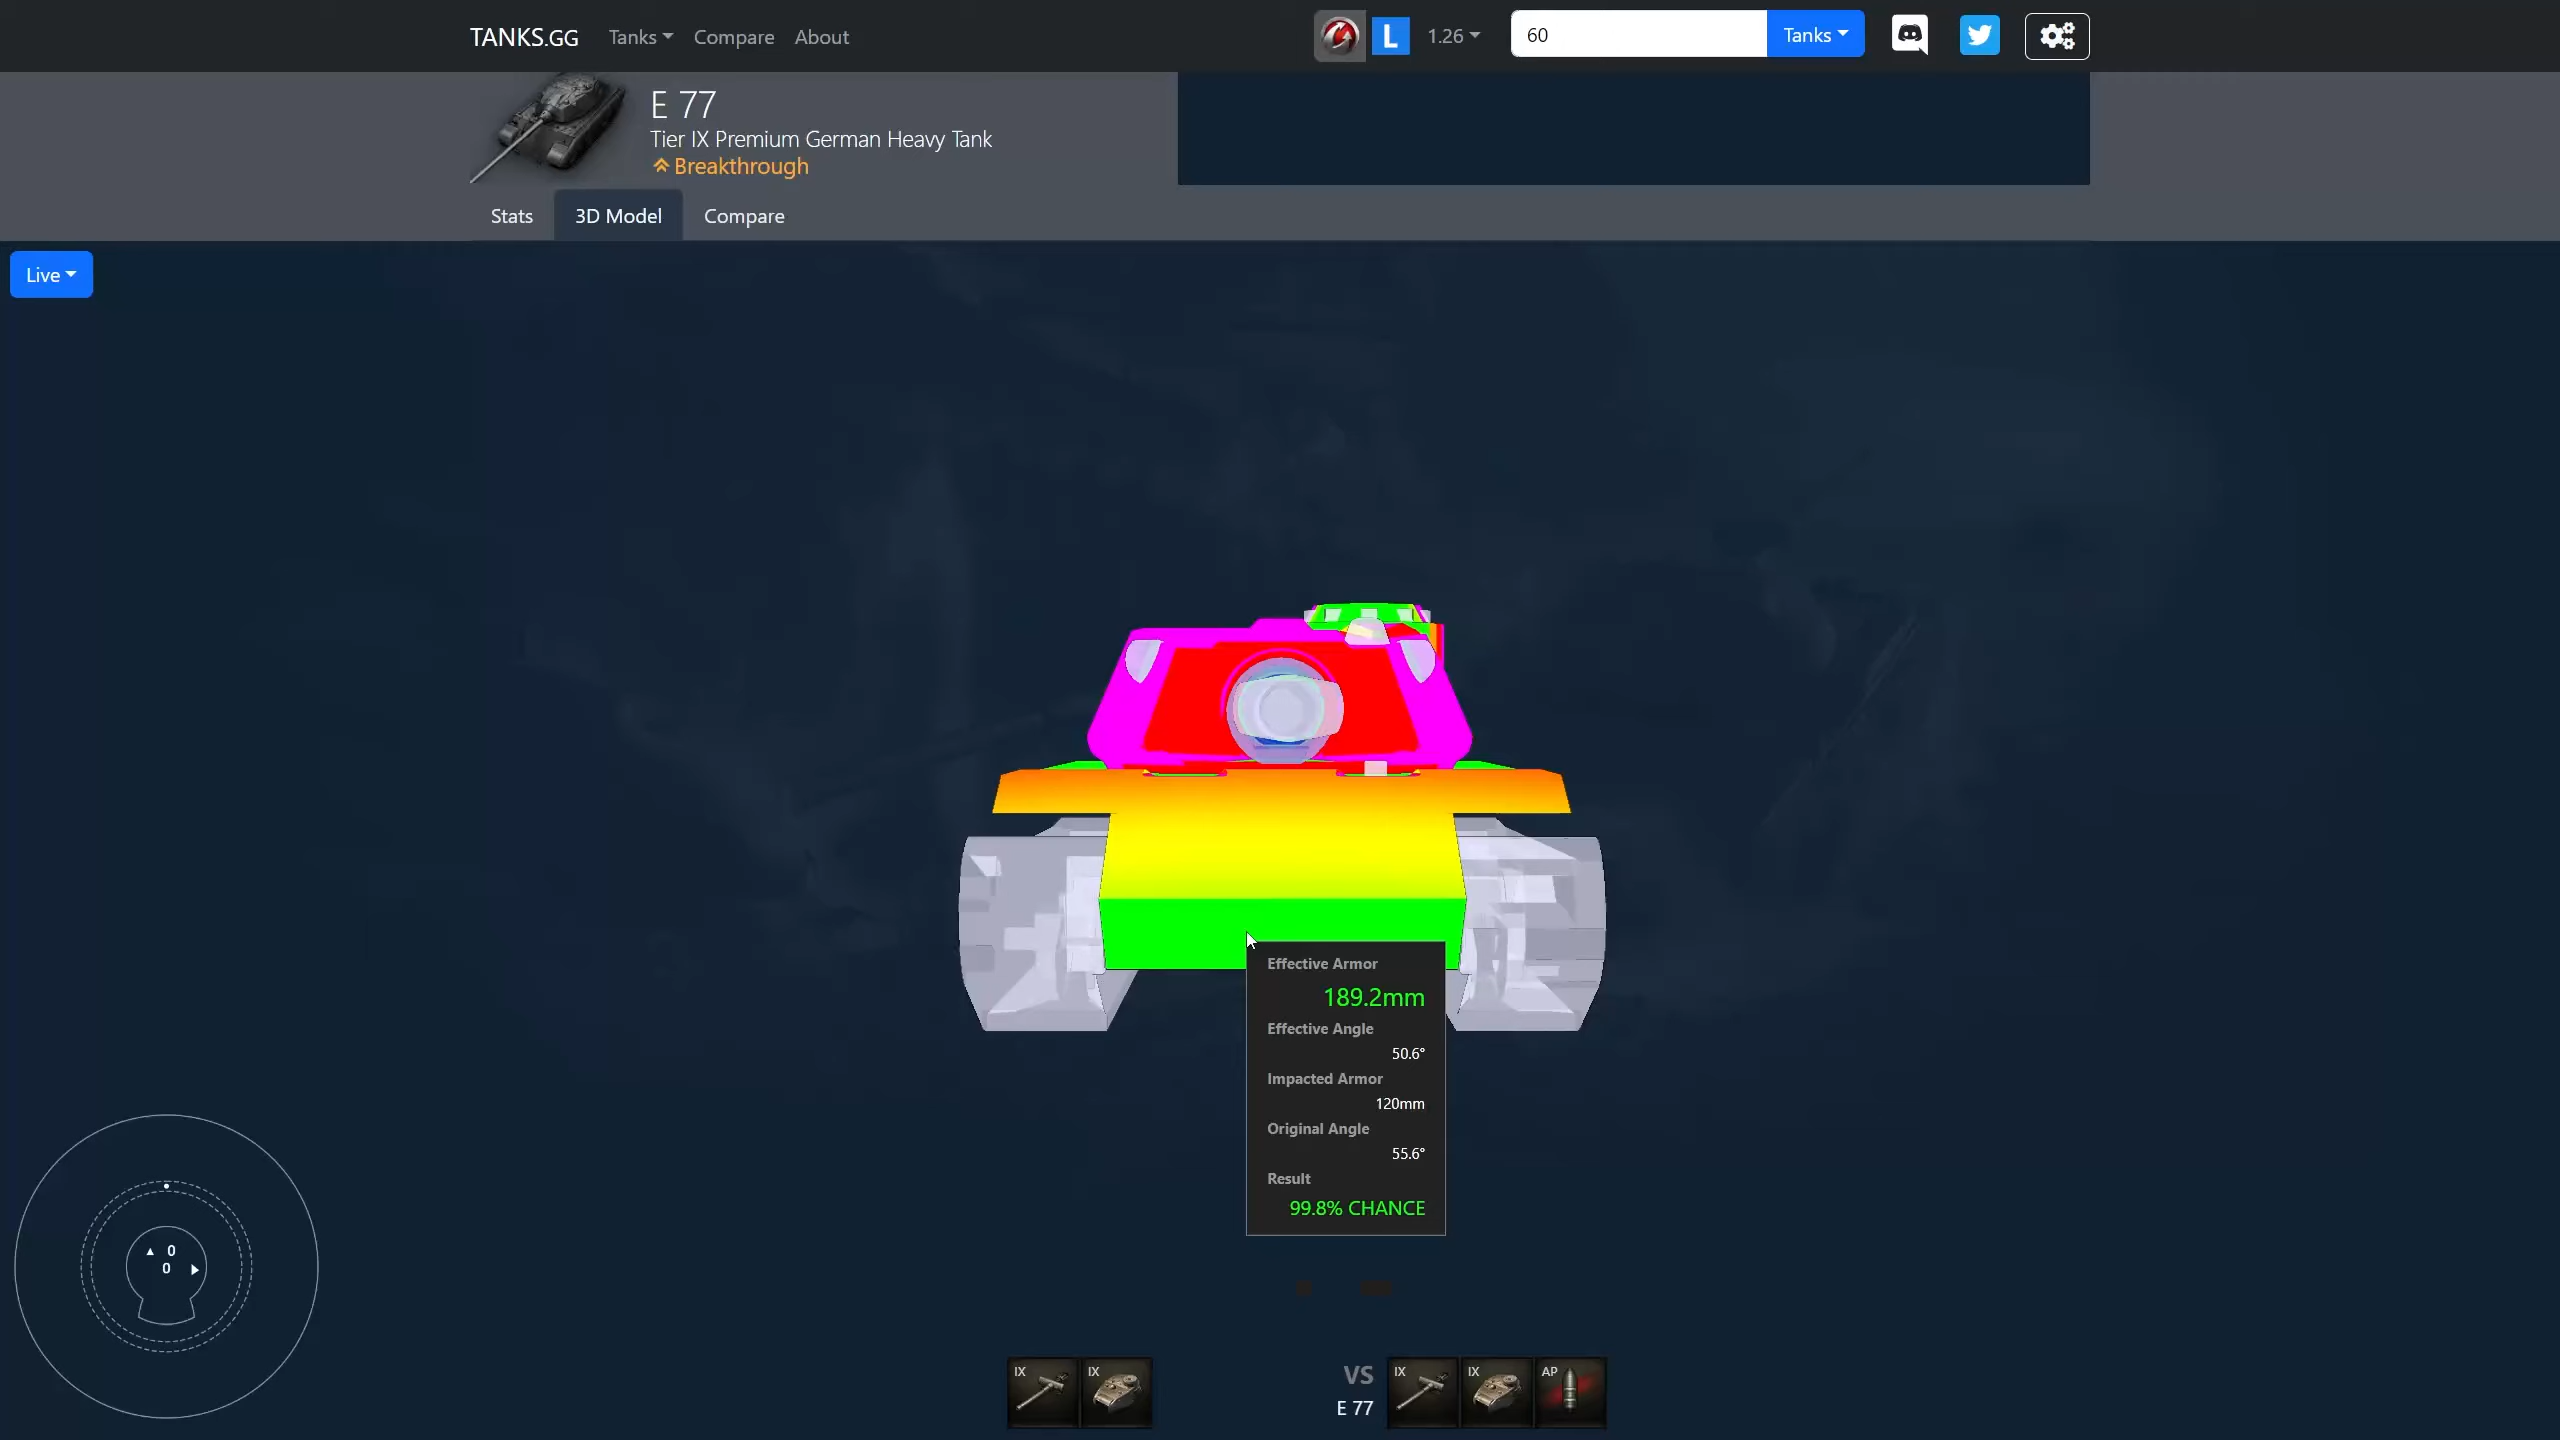 TANKS.GG Tanks Compare About L 1.26 60 Tanks
E 77
Tier IX Premium German Heavy Tank
Breakthrough
Stats 3D Model Compare
Live
Effective Armor
189.2mm
Effective Angle
50.6°
Impacted Armor
120mm
Original Angle
55.6°
Result
99.8% CHANCE
0
0
IX IX VS IX IX AP
E 77